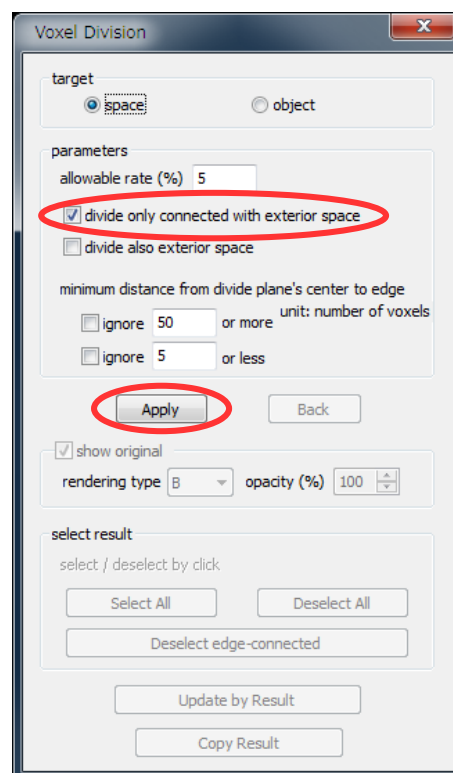 Voxel Division
target
space
object
parameters
allowable rate (%) 5
divide only connected with exterior space
divide also exterior space
minimum distance from divide plane's center to edge
unit: number of voxels
ignore 50 or more
ignore 5 or less
Apply
Back
show original
rendering type B opacity (%) 100
select result
select / deselect by click
Select All
Deselect All
Deselect edge-connected
Update by Result
Copy Result